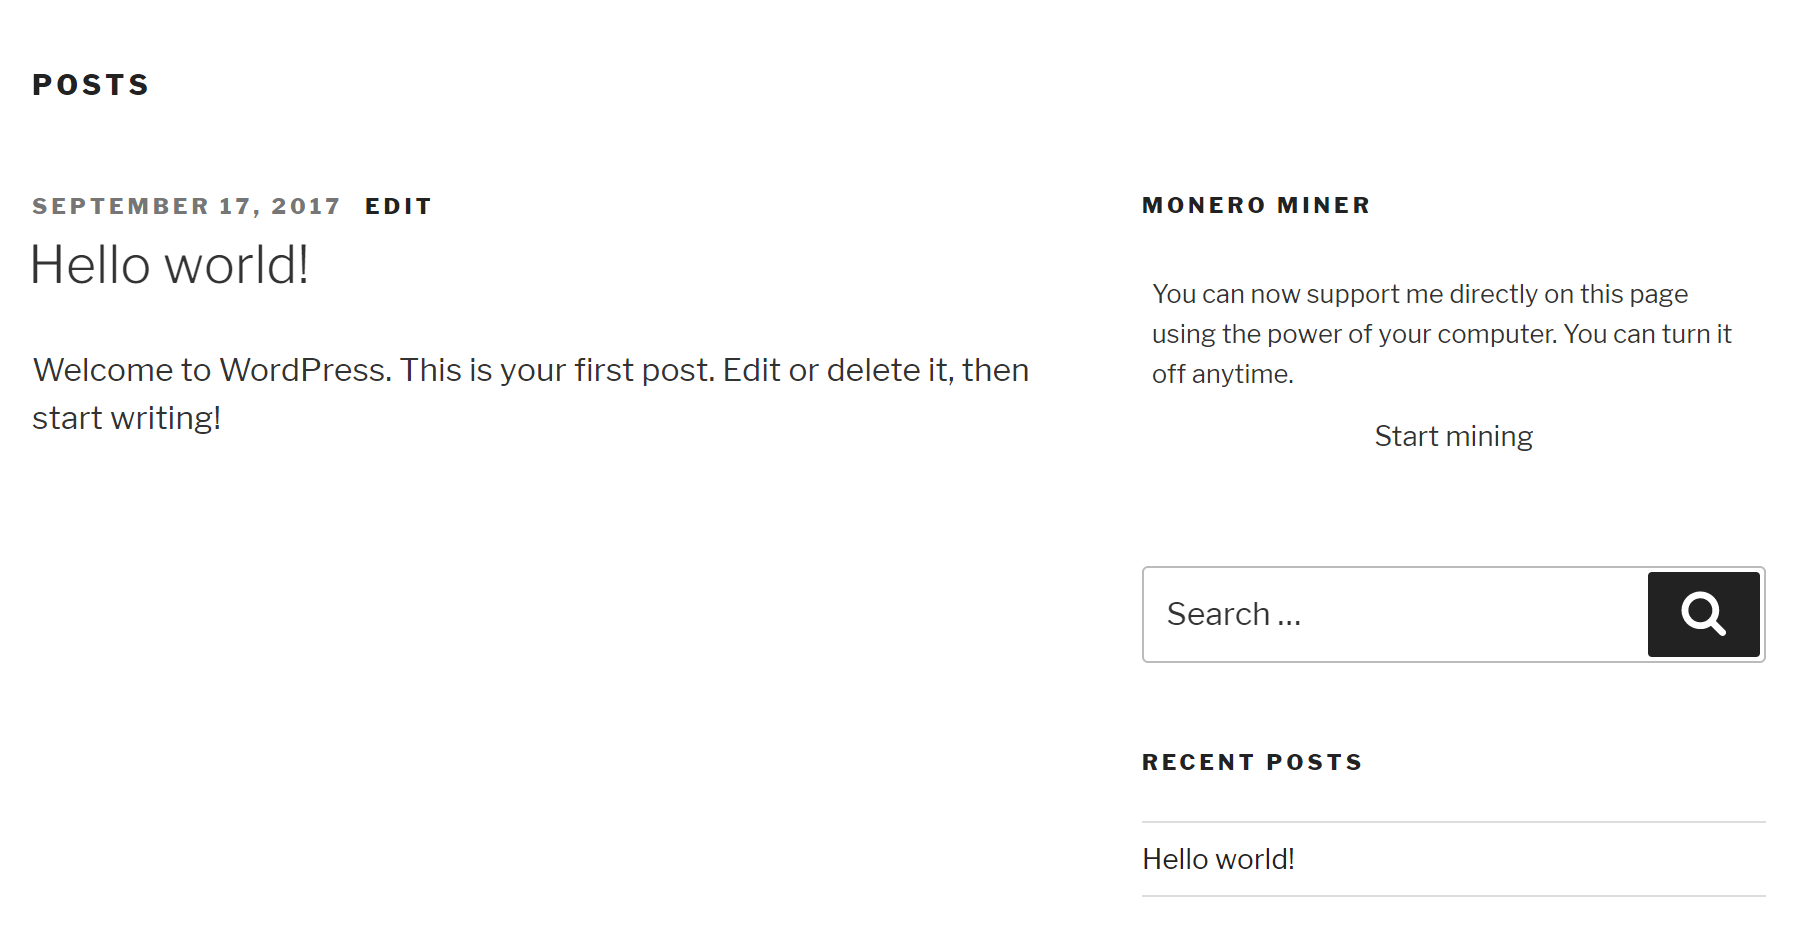 POSTS
SEPTEMBER 17, 2017 EDIT
Hello world!
Welcome to WordPress. This is your first post. Edit or delete it, then
start writing!
MONERO MINER
You can now support me directly on this page
using the power of your computer. You can turn it
off anytime.
Start mining
Search …
RECENT POSTS
Hello world!